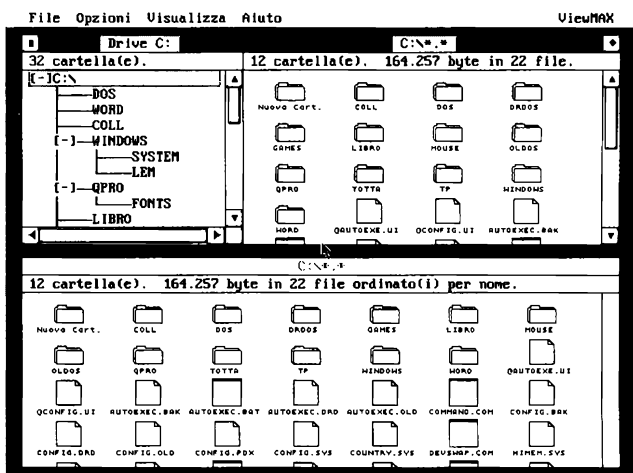 File Opzioni Visualizza Aiuto ViewMAX
Drive C: C:\*.*
32 cartella(e). 12 cartella(e). 164.257 byte in 22 file.
[-]C:\
DOS
WORD
COLL
[-] WINDOWS
SYSTEM
LEM
[-] QPRO
FONTS
LIBRO
Nuova Cart. COLL DOS DRDOS
GAMES LIBRO MOUSE OLDOS
QPRO TOTTA TP WINDOWS
WORD QAUTOEXE.UI QCONFIG.UI AUTOEXEC.BAK
C:\*.*
12 cartella(e). 164.257 byte in 22 file ordinato(i) per nome.
Nuova Cart. COLL DOS DRDOS GAMES LIBRO MOUSE
OLDOS QPRO TOTTA TP WINDOWS WORD QAUTOEXE.UI
QCONFIG.UI AUTOEXEC.BAK AUTOEXEC.BAT AUTOEXEC.DRD AUTOEXEC.OLD COMMAND.COM CONFIG.BAK
CONFIG.DRD CONFIG.OLD CONFIG.PDX CONFIG.SYS COUNTRY.SYS DEVSWAP.COM HIMEM.SYS